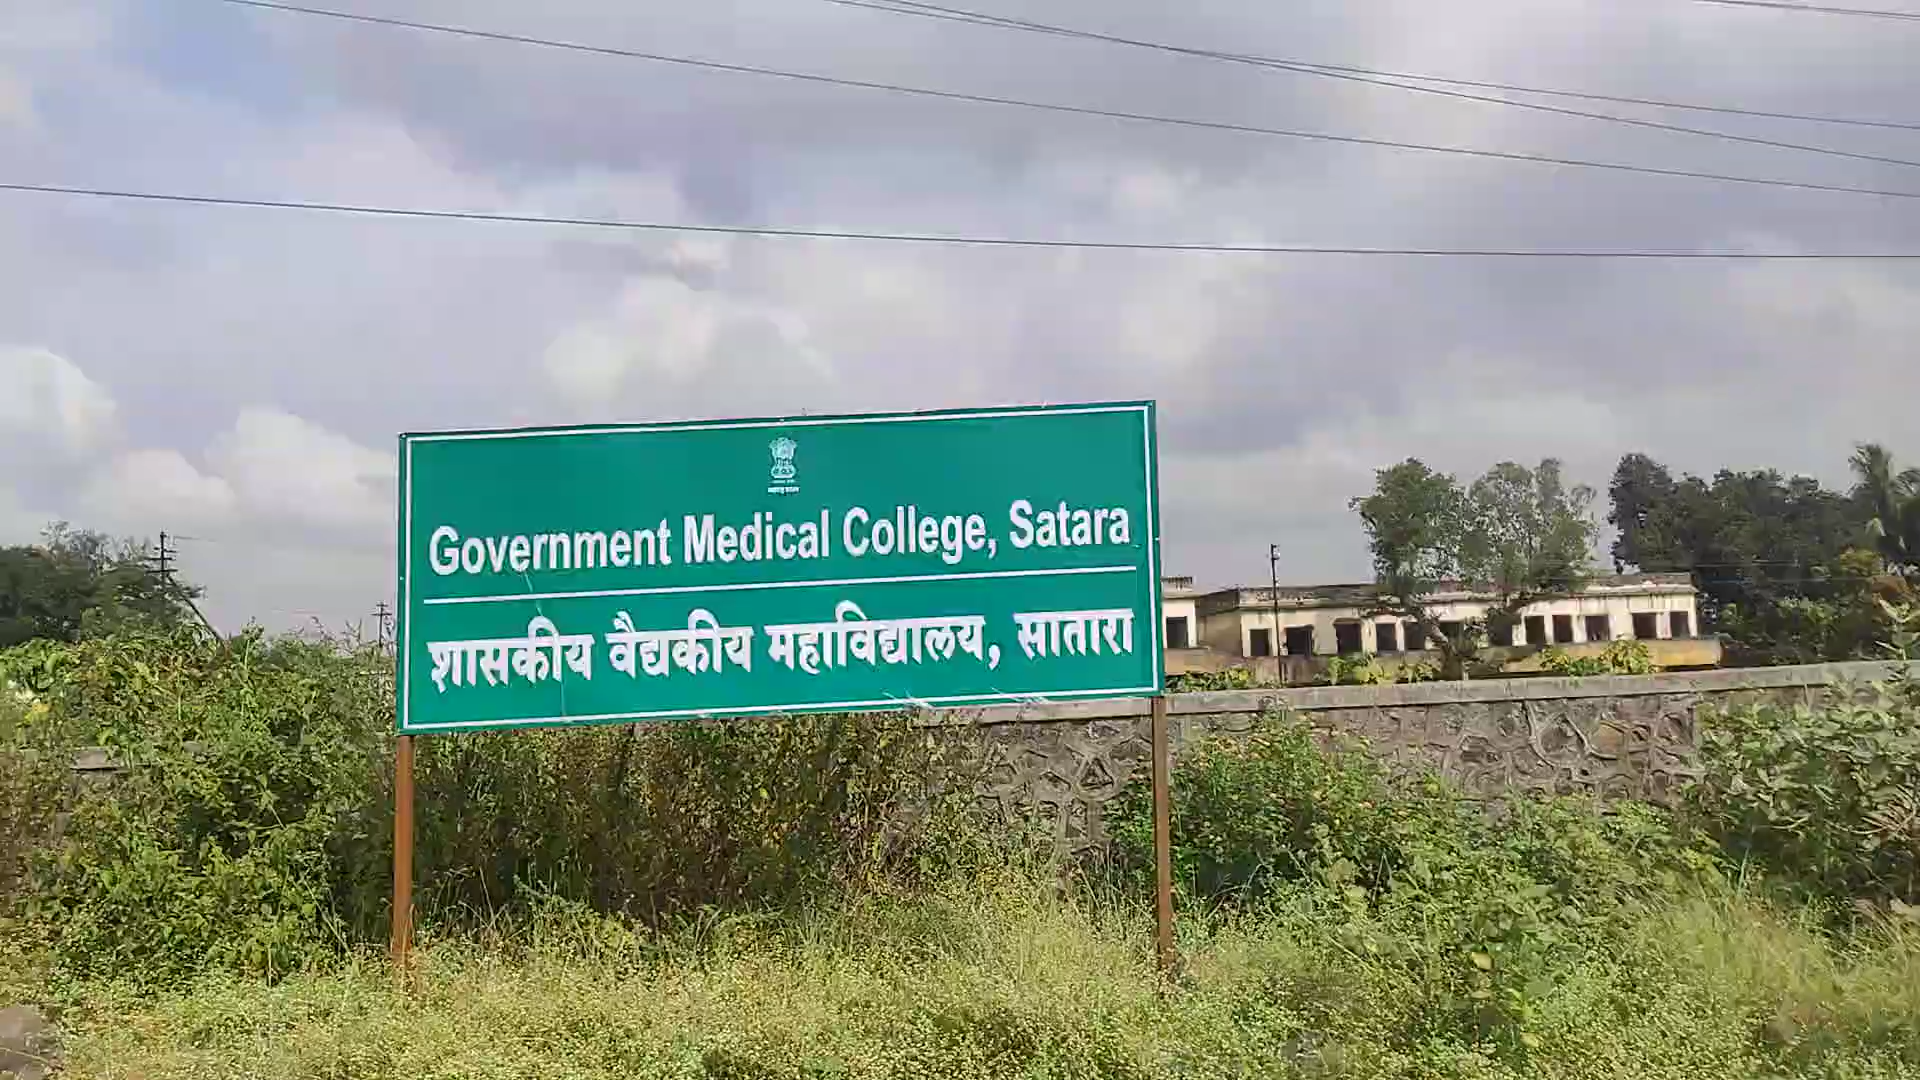 Government Medical College, Satara
शासकीय वैद्यकीय महाविद्यालय, सातारा